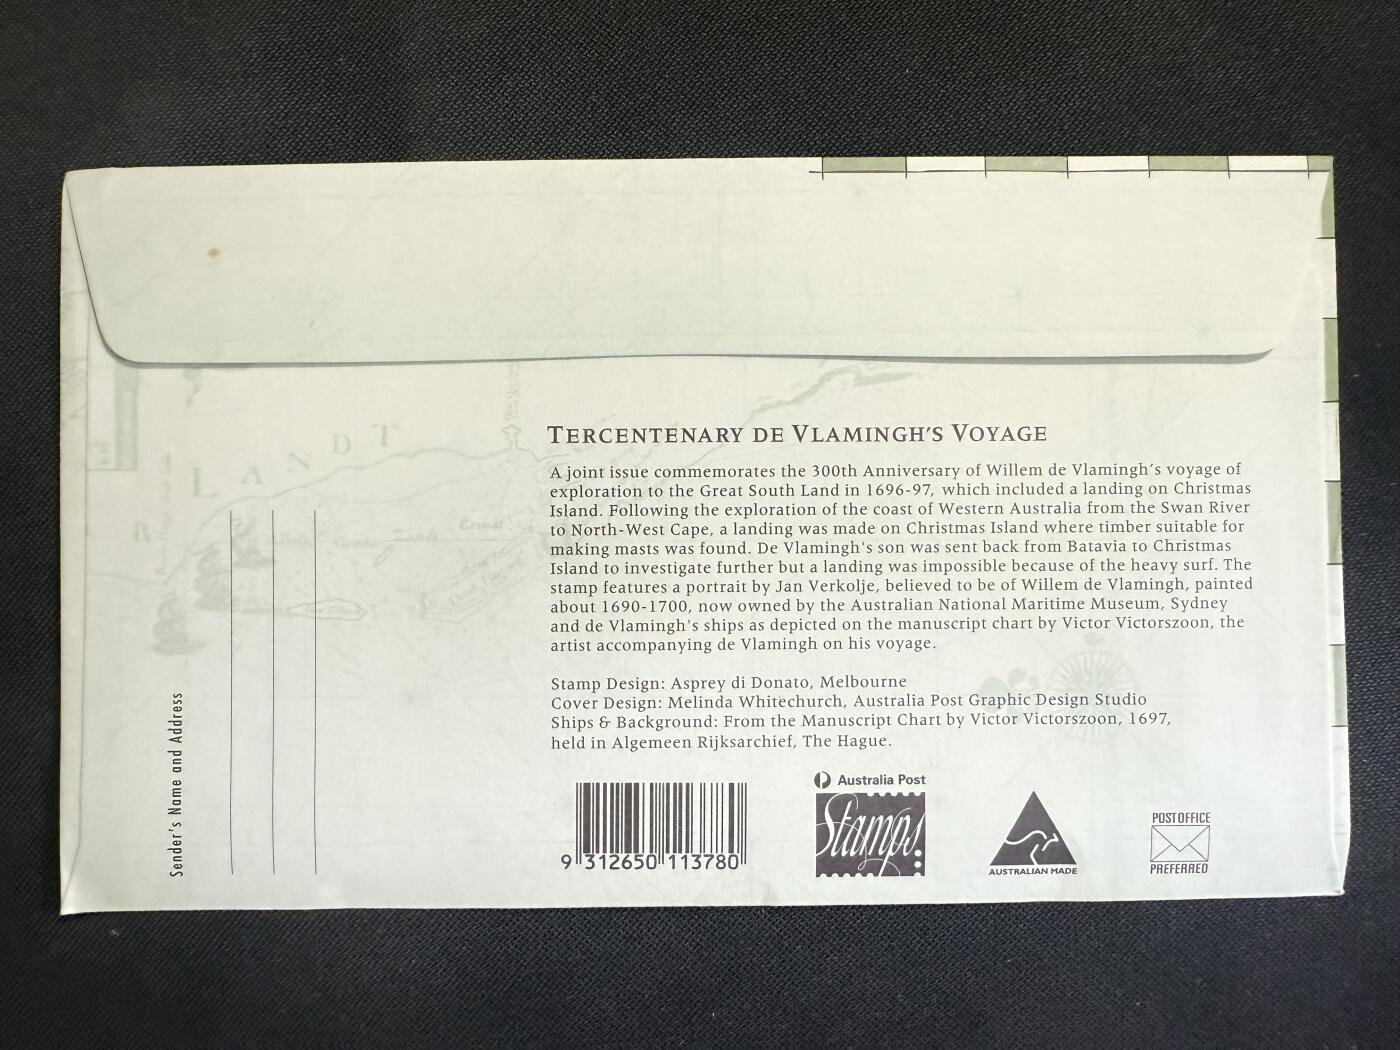 TERCENTENARY DE VLAMINGH'S VOYAGE
A joint issue commemorates the 300th Anniversary of Willem de Vlamingh's voyage of
exploration to the Great South Land in 1696-97, which included a landing on Christmas
Island. Following the exploration of the coast of Western Australia from the Swan River
to North-West Cape, a landing was made on Christmas Island where timber suitable for
making masts was found. De Vlamingh's son was sent back from Batavia to Christmas
Island to investigate further but a landing was impossible because of the heavy surf. The
stamp features a portrait by Jan Verkolje, believed to be of Willem de Vlamingh, painted
about 1690-1700, now owned by the Australian National Maritime Museum, Sydney
and de Vlamingh's ships as depicted on the manuscript chart by Victor Victorszoon, the
artist accompanying de Vlamingh on his voyage.
Stamp Design: Asprey di Donato, Melbourne
Cover Design: Melinda Whitechurch, Australia Post Graphic Design Studio
Ships & Background: From the Manuscript Chart by Victor Victorszoon, 1697,
held in Algemeen Rijksarchief, The Hague.
Sender's Name and Address
L A N D T
R
9 312650 113780
Australia Post
Stamps
AUSTRALIAN MADE
POST OFFICE
PREFERRED